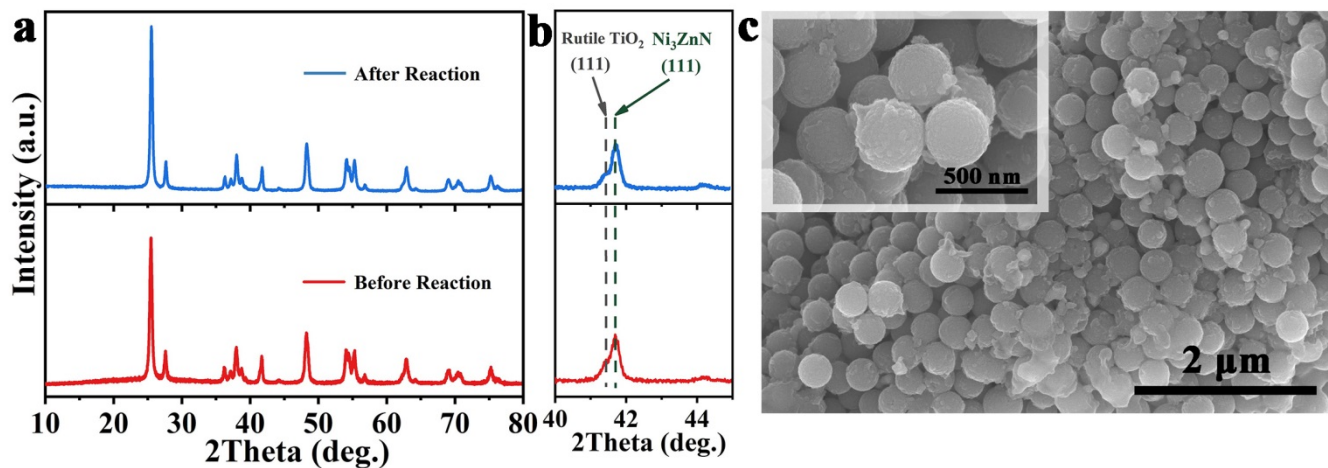 a
Intensity (a.u.)
After Reaction
Before Reaction
10 20 30 40 50 60 70 80
2Theta (deg.)
b
Rutile TiO₂ Ni₃ZnN
(111) (111)
40 42 44
2Theta (deg.)
c
500 nm
2 μm